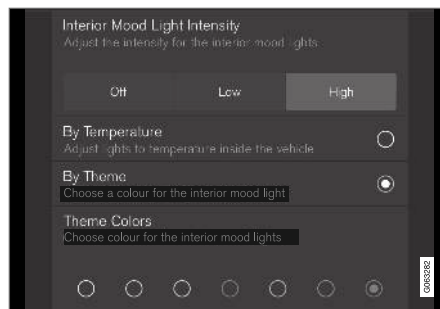 Interior Mood Light Intensity
Adjust the intensity for the interior mood lights
Off Low High
By Temperature
Adjust lights to temperature inside the vehicle
By Theme
Choose a colour for the interior mood light
Theme Colors
Choose colour for the interior mood lights
G063282